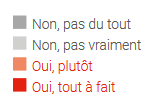 Non, pas du tout
Non, pas vraiment
Oui, plutôt
Oui, tout à fait